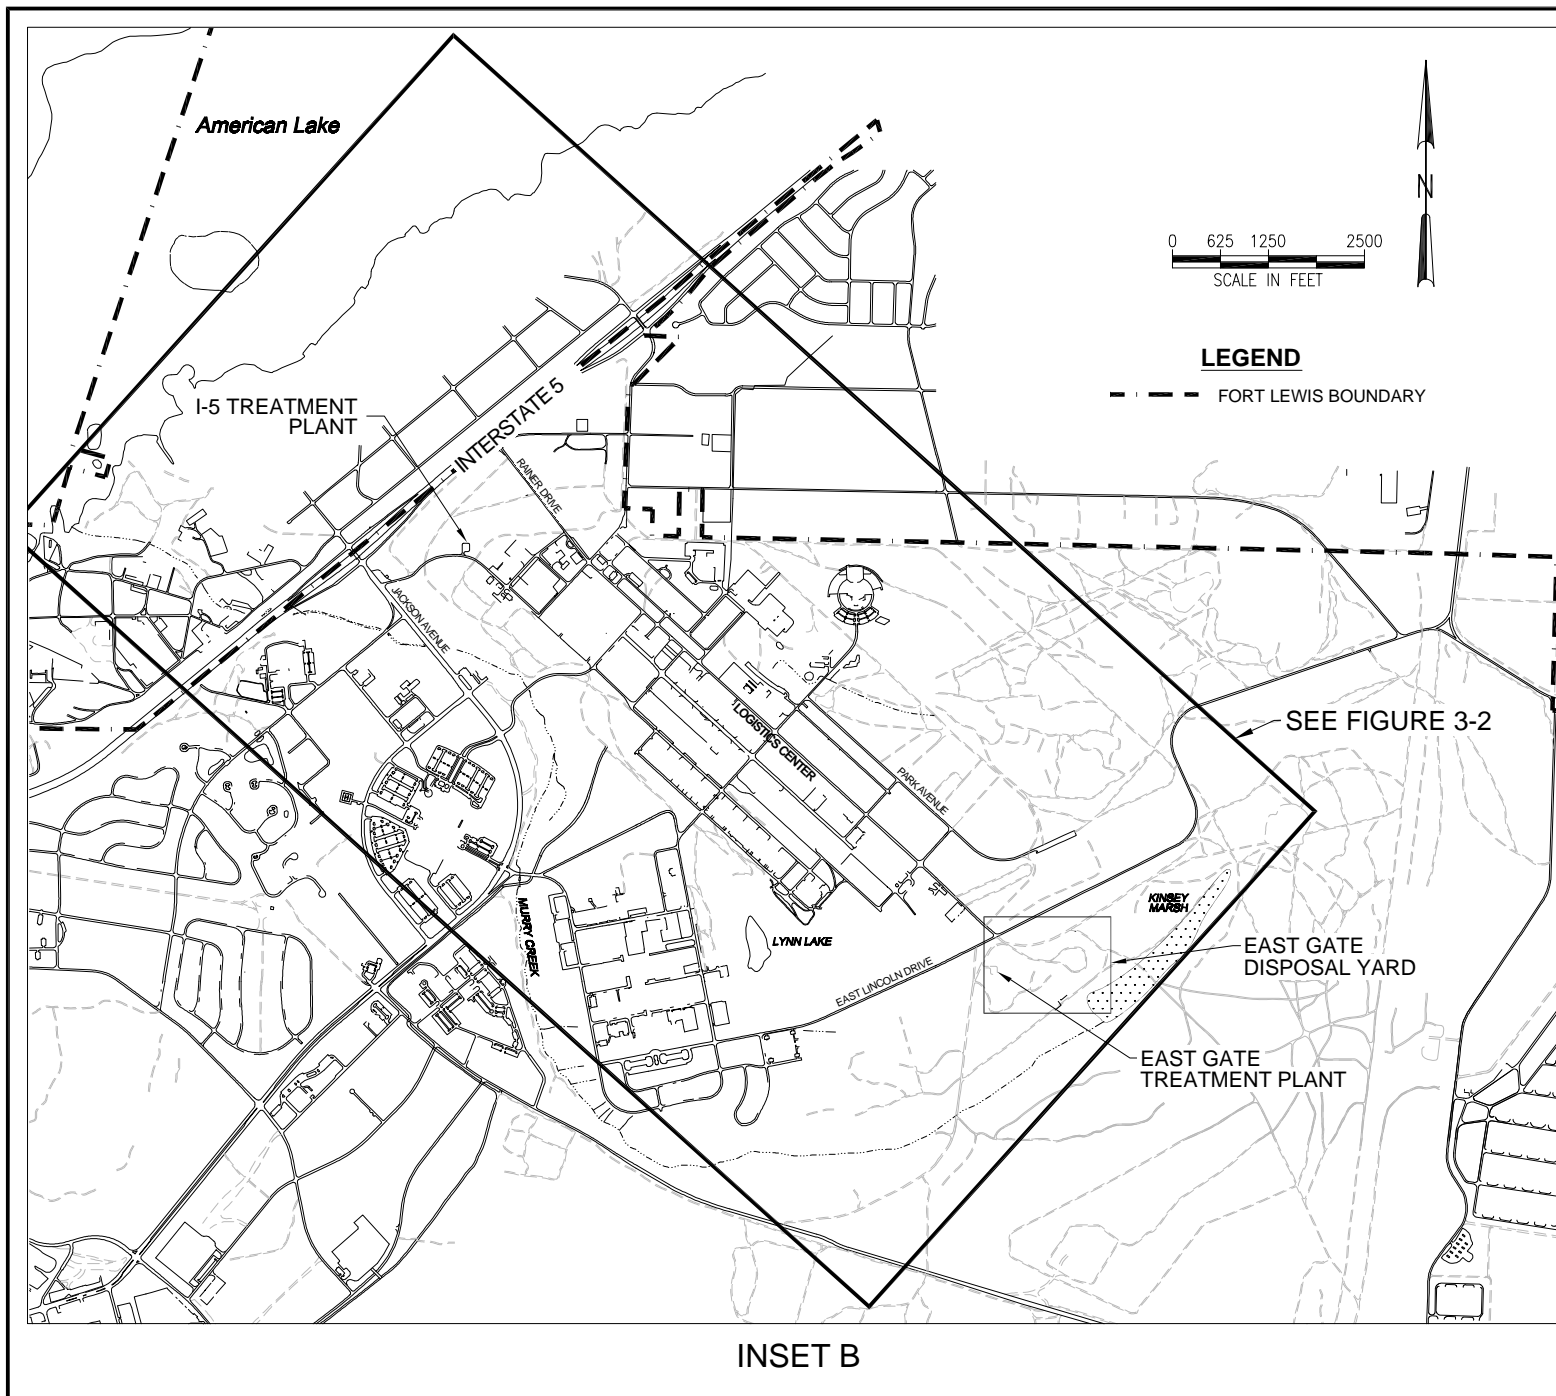 American Lake
N
0 625 1250 2500
SCALE IN FEET
LEGEND
FORT LEWIS BOUNDARY
I-5 TREATMENT
PLANT
INTERSTATE 5
RAINER DRIVE
JACKSON AVENUE
LOGISTICS CENTER
SEE FIGURE 3-2
PARK AVENUE
KINSEY
MARSH
MURRY CREEK
LYNN LAKE
EAST GATE
DISPOSAL YARD
EAST LINCOLN DRIVE
EAST GATE
TREATMENT PLANT
INSET B